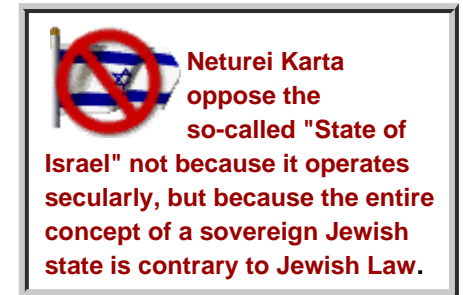 Neturei Karta
oppose the
so-called "State of
Israel" not because it operates
secularly, but because the entire
concept of a sovereign Jewish
state is contrary to Jewish Law.